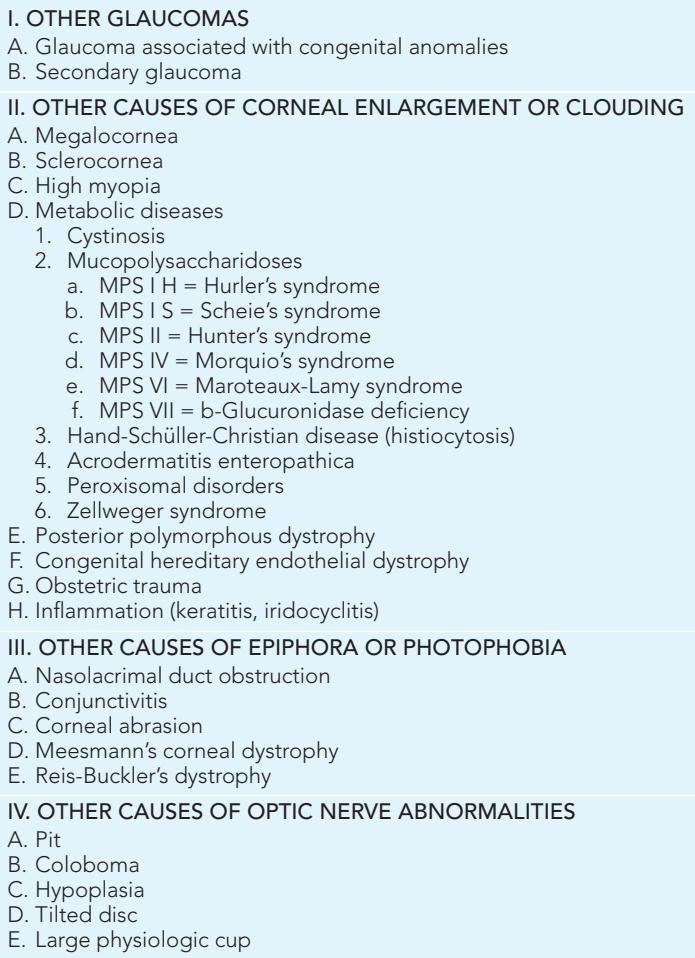 I. OTHER GLAUCOMAS
A. Glaucoma associated with congenital anomalies
B. Secondary glaucoma
II. OTHER CAUSES OF CORNEAL ENLARGEMENT OR CLOUDING
A. Megalocornea
B. Sclerocornea
C. High myopia
D. Metabolic diseases
1. Cystinosis
2. Mucopolysaccharidoses
a. MPS I H = Hurler's syndrome
b. MPS I S = Scheie's syndrome
c. MPS II = Hunter's syndrome
d. MPS IV = Morquio's syndrome
e. MPS VI = Maroteaux-Lamy syndrome
f. MPS VII = b-Glucuronidase deficiency
3. Hand-Schüller-Christian disease (histiocytosis)
4. Acrodermatitis enteropathica
5. Peroxisomal disorders
6. Zellweger syndrome
E. Posterior polymorphous dystrophy
F. Congenital hereditary endothelial dystrophy
G. Obstetric trauma
H. Inflammation (keratitis, iridocyclitis)
III. OTHER CAUSES OF EPIPHORA OR PHOTOPHOBIA
A. Nasolacrimal duct obstruction
B. Conjunctivitis
C. Corneal abrasion
D. Meesmann's corneal dystrophy
E. Reis-Buckler's dystrophy
IV. OTHER CAUSES OF OPTIC NERVE ABNORMALITIES
A. Pit
B. Coloboma
C. Hypoplasia
D. Tilted disc
E. Large physiologic cup